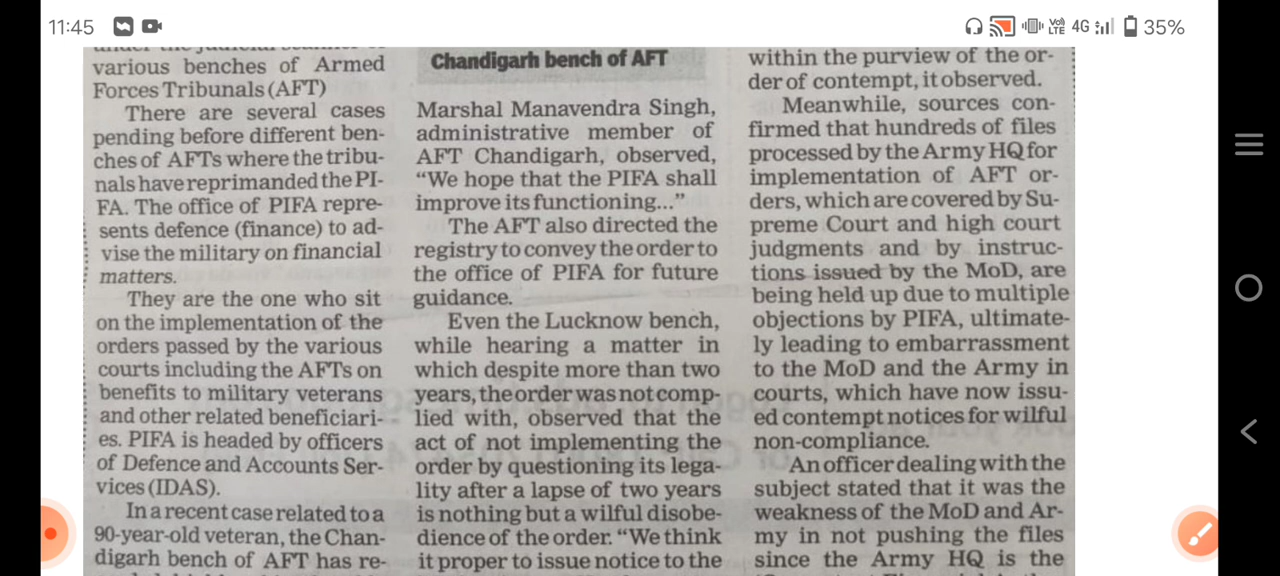 11:45
Vo)) LTE 4G 35%
various benches of Armed
Forces Tribunals (AFT)
There are several cases
pending before different ben-
ches of AFTs where the tribu-
nals have reprimanded the PI-
FA. The office of PIFA repre-
sents defence (finance) to ad-
vise the military on financial
matters.
They are the one who sit
on the implementation of the
orders passed by the various
courts including the AFTs on
benefits to military veterans
and other related beneficiari-
es. PIFA is headed by officers
of Defence and Accounts Ser-
vices (IDAS).
In a recent case related to a
90-year-old veteran, the Chan-
digarh bench of AFT has re-
Chandigarh bench of AFT
Marshal Manavendra Singh,
administrative member of
AFT Chandigarh, observed,
“We hope that the PIFA shall
improve its functioning...”
The AFT also directed the
registry to convey the order to
the office of PIFA for future
guidance.
Even the Lucknow bench,
while hearing a matter in
which despite more than two
years, the order was not comp-
lied with, observed that the
act of not implementing the
order by questioning its lega-
lity after a lapse of two years
is nothing but a wilful disobe-
dience of the order. “We think
it proper to issue notice to the
within the purview of the or-
der of contempt, it observed.
Meanwhile, sources con-
firmed that hundreds of files
processed by the Army HQ for
implementation of AFT or-
ders, which are covered by Su-
preme Court and high court
judgments and by instruc-
tions issued by the MoD, are
being held up due to multiple
objections by PIFA, ultimate-
ly leading to embarrassment
to the MoD and the Army in
courts, which have now issu-
ed contempt notices for wilful
non-compliance.
An officer dealing with the
subject stated that it was the
weakness of the MoD and Ar-
my in not pushing the files
since the Army HQ is the